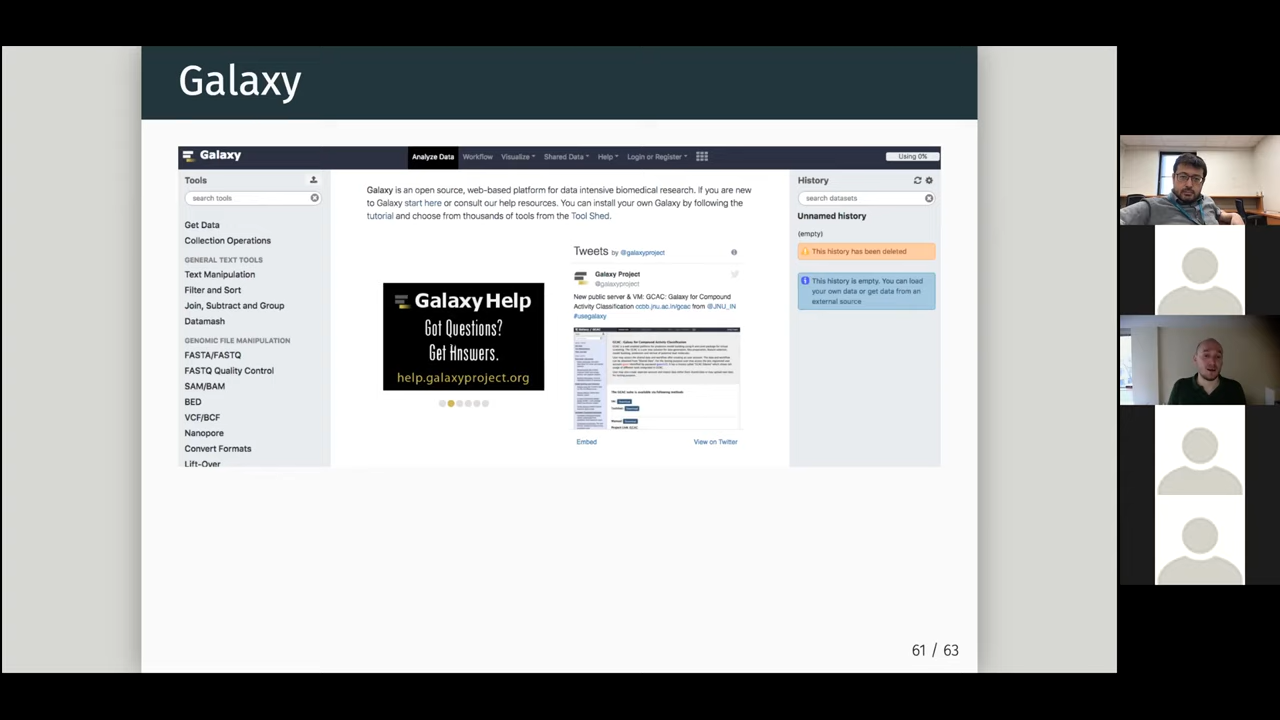 Galaxy
Galaxy
Analyze Data
Workflow
Visualize
Shared Data
Help
Login or Register
Using 0%
Tools
search tools
Get Data
Collection Operations
GENERAL TEXT TOOLS
Text Manipulation
Filter and Sort
Join, Subtract and Group
Datamash
GENOMIC FILE MANIPULATION
FASTA/FASTQ
FASTQ Quality Control
SAM/BAM
BED
VCF/BCF
Nanopore
Convert Formats
Lift-Over
Galaxy is an open source, web-based platform for data intensive biomedical research. If you are new
to Galaxy start here or consult our help resources. You can install your own Galaxy by following the
tutorial and choose from thousands of tools from the Tool Shed.
Galaxy Help
Got Questions?
Get Answers.
help.galaxyproject.org
Tweets by @galaxyproject
Galaxy Project
@galaxyproject
New public server & VM: GCAC: Galaxy for Compound
Activity Classification ccbb.jnu.ac.in/gcac from @JNU_IN
#usegalaxy
Embed
View on Twitter
History
search datasets
Unnamed history
(empty)
This history has been deleted
This history is empty. You can load
your own data or get data from an
external source
61 / 63